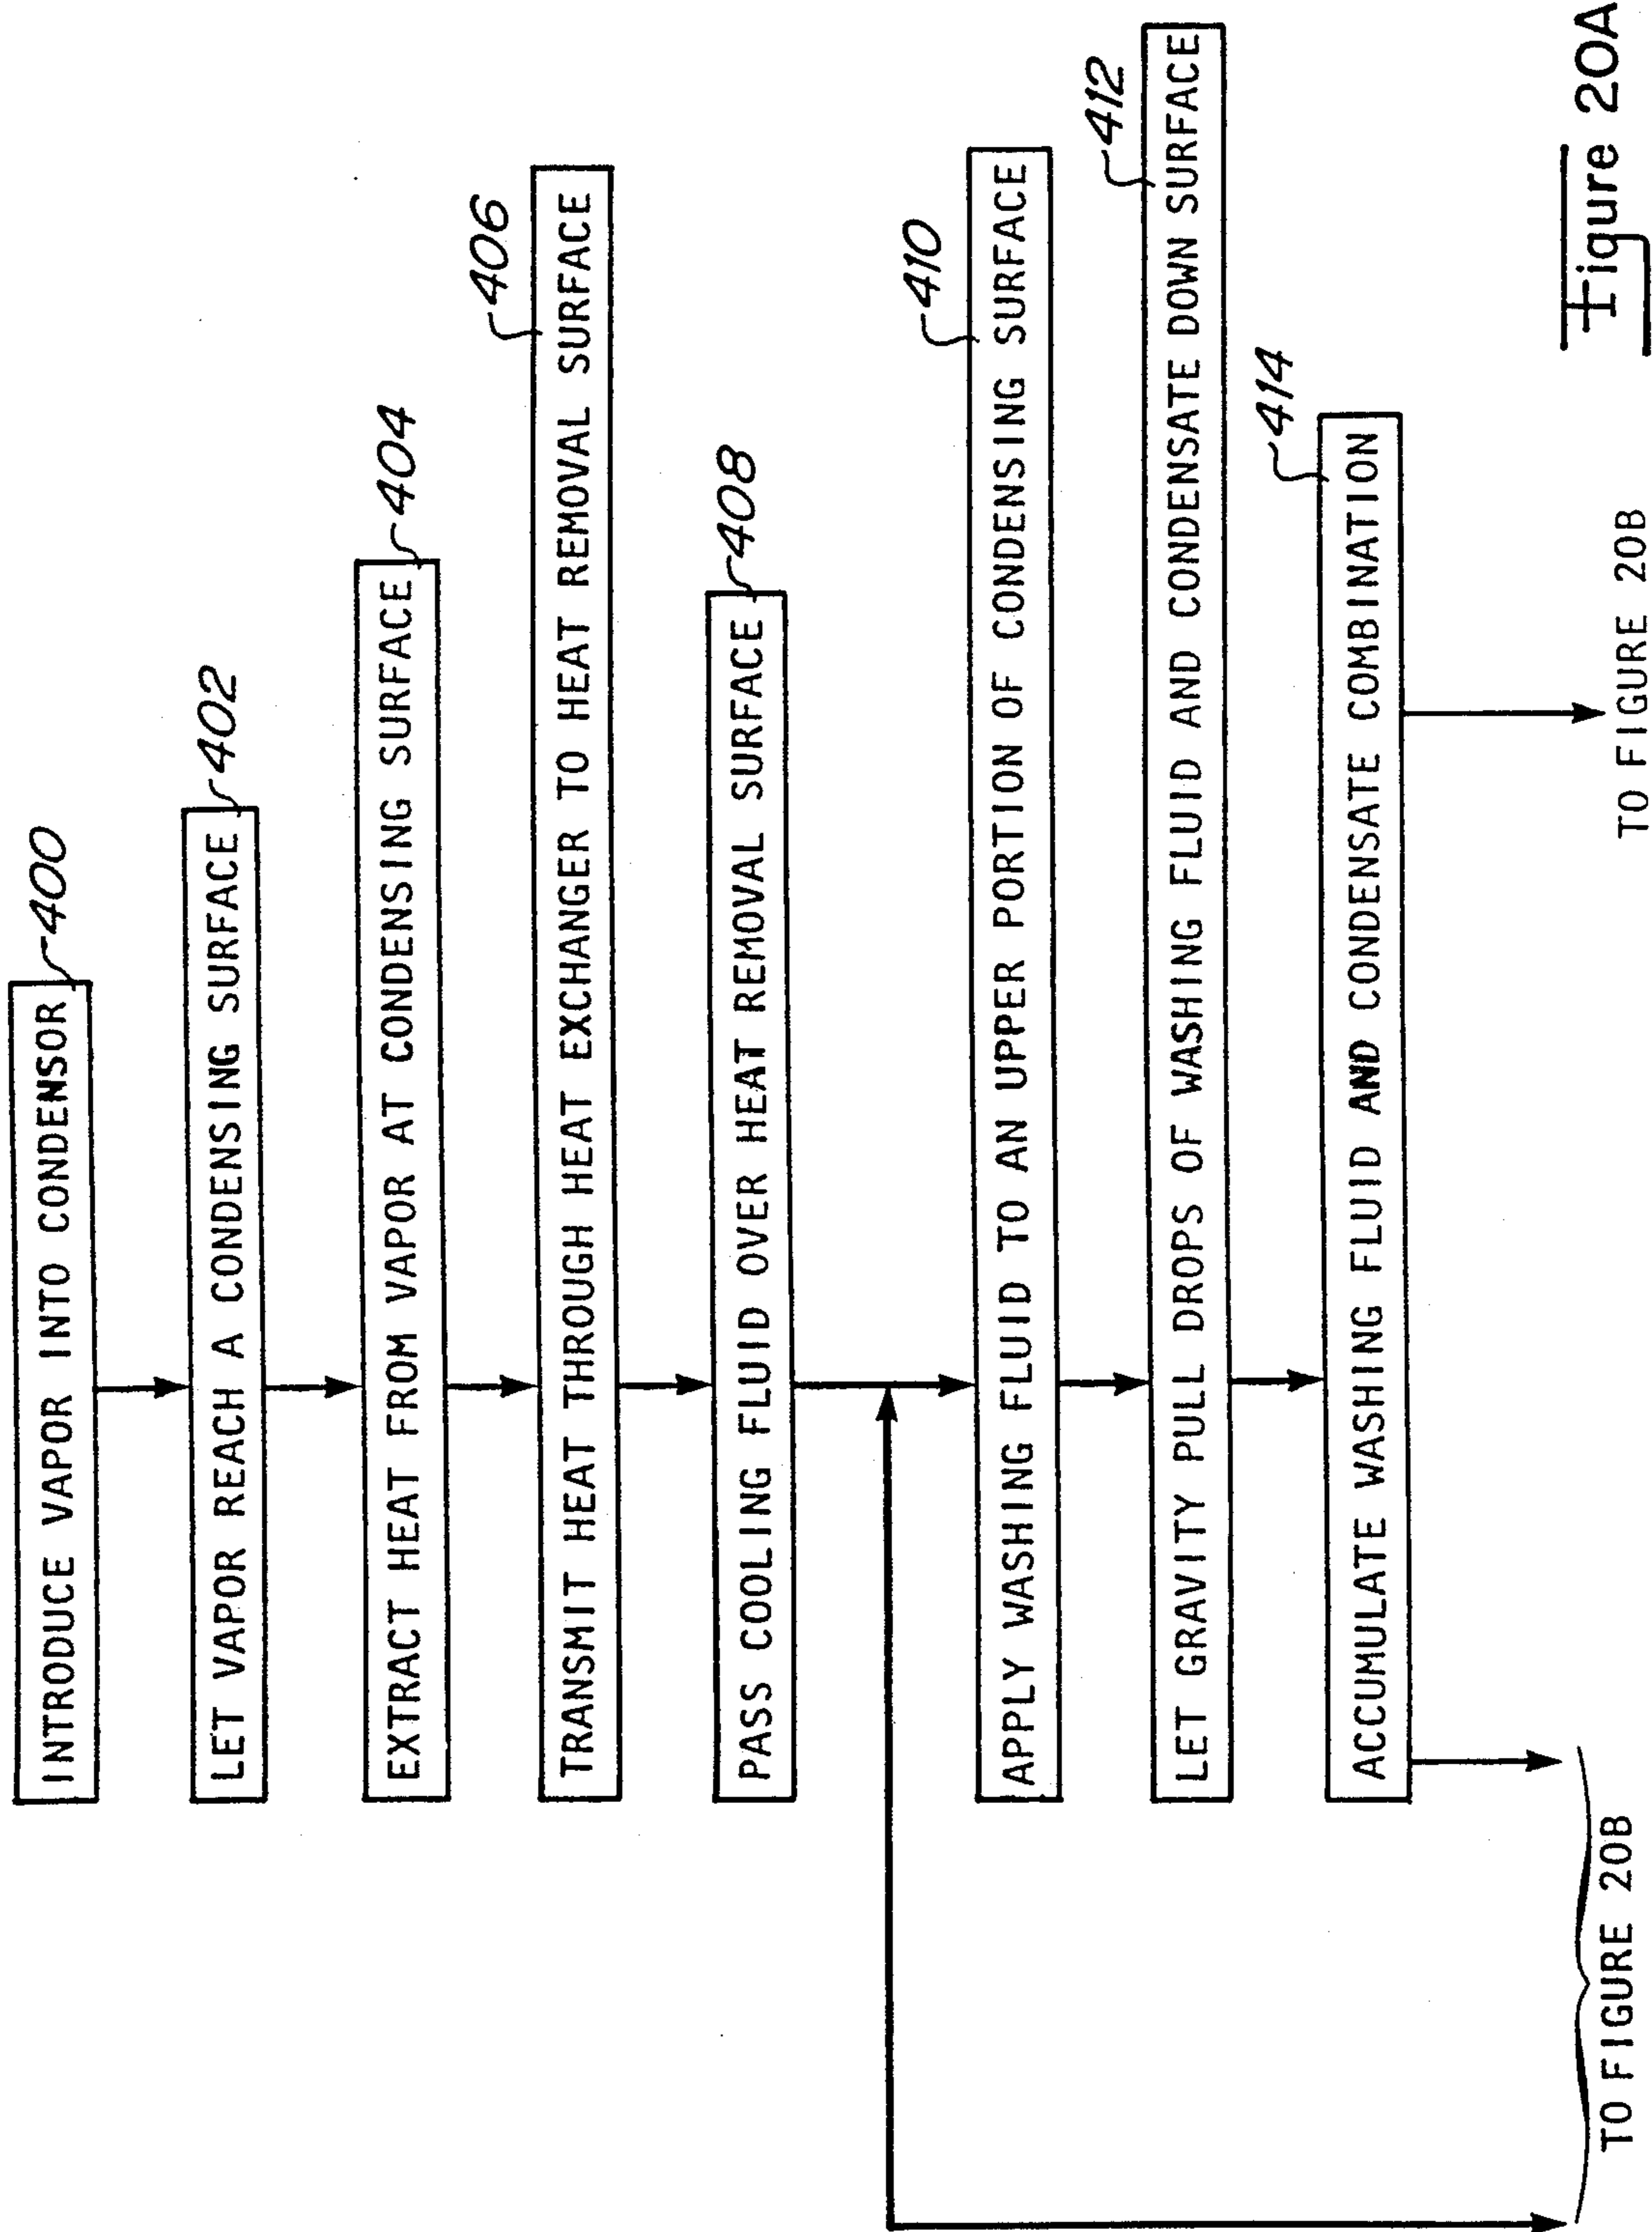 INTRODUCE VAPOR INTO CONDENSOR
400
LET VAPOR REACH A CONDENSING SURFACE
402
EXTRACT HEAT FROM VAPOR AT CONDENSING SURFACE
404
TRANSMIT HEAT THROUGH HEAT EXCHANGER TO HEAT REMOVAL SURFACE
406
PASS COOLING FLUID OVER HEAT REMOVAL SURFACE
408
APPLY WASHING FLUID TO AN UPPER PORTION OF CONDENSING SURFACE
410
LET GRAVITY PULL DROPS OF WASHING FLUID AND CONDENSATE DOWN SURFACE
412
ACCUMULATE WASHING FLUID AND CONDENSATE COMBINATION
414
TO FIGURE 20B
TO FIGURE 20B
Figure 20A